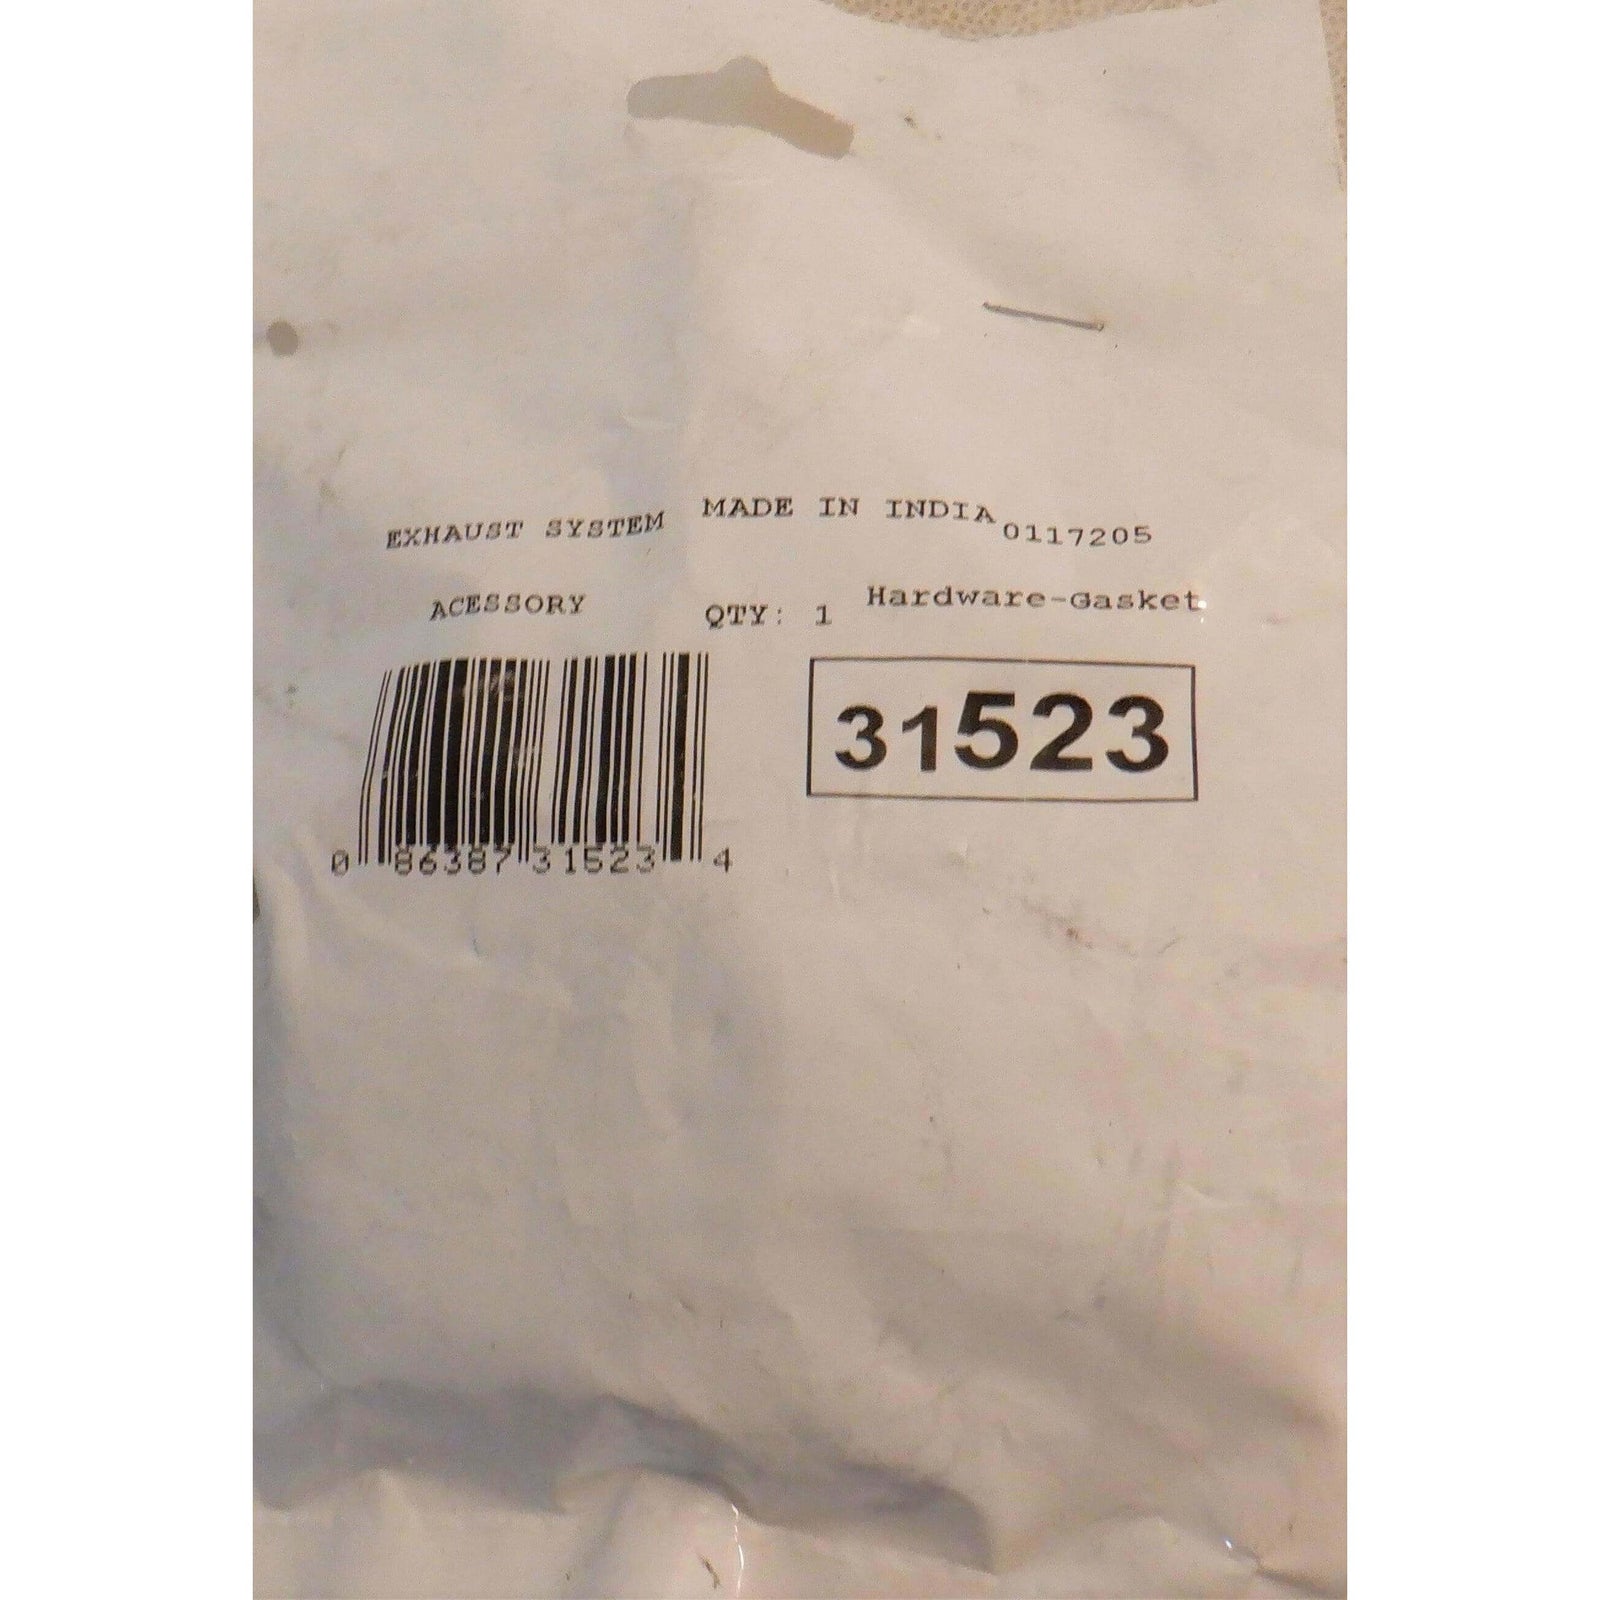 EXHAUST SYSTEM MADE IN INDIA 0117205
ACESSORY QTY: 1 Hardware-Gasket
31523
0 86387 31523 4